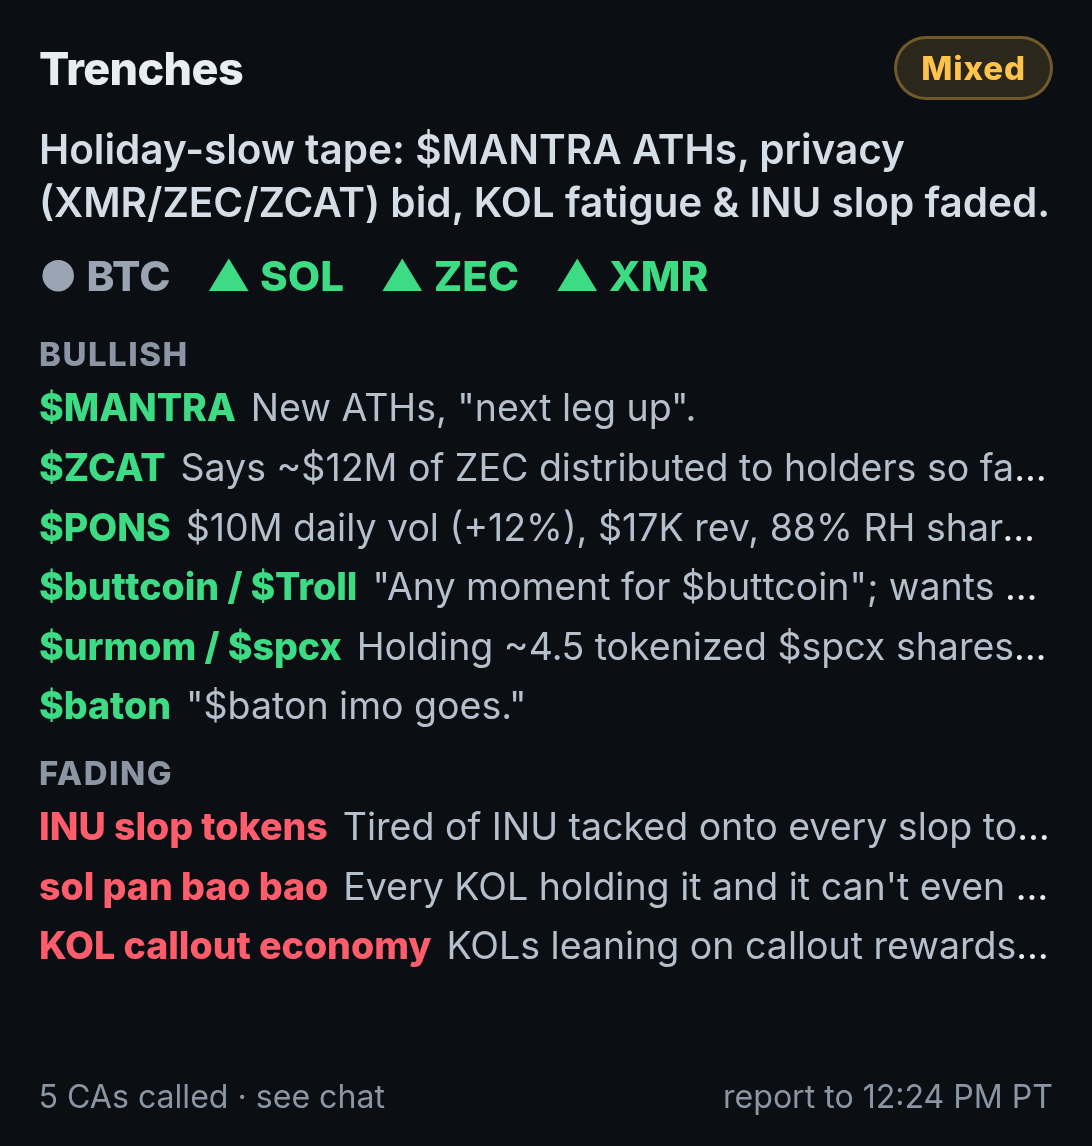 Trenches
Mixed
Holiday-slow tape: $MANTRA ATHs, privacy
(XMR/ZEC/ZCAT) bid, KOL fatigue & INU slop faded.
● BTC ▲ SOL ▲ ZEC ▲ XMR
BULLISH
$MANTRA New ATHs, "next leg up".
$ZCAT Says ~$12M of ZEC distributed to holders so fa...
$PONS $10M daily vol (+12%), $17K rev, 88% RH shar...
$buttcoin / $Troll "Any moment for $buttcoin"; wants ...
$urmom / $spcx Holding ~4.5 tokenized $spcx shares...
$baton "$baton imo goes."
FADING
INU slop tokens Tired of INU tacked onto every slop to...
sol pan bao bao Every KOL holding it and it can't even ...
KOL callout economy KOLs leaning on callout rewards...
5 CAs called · see chat
report to 12:24 PM PT